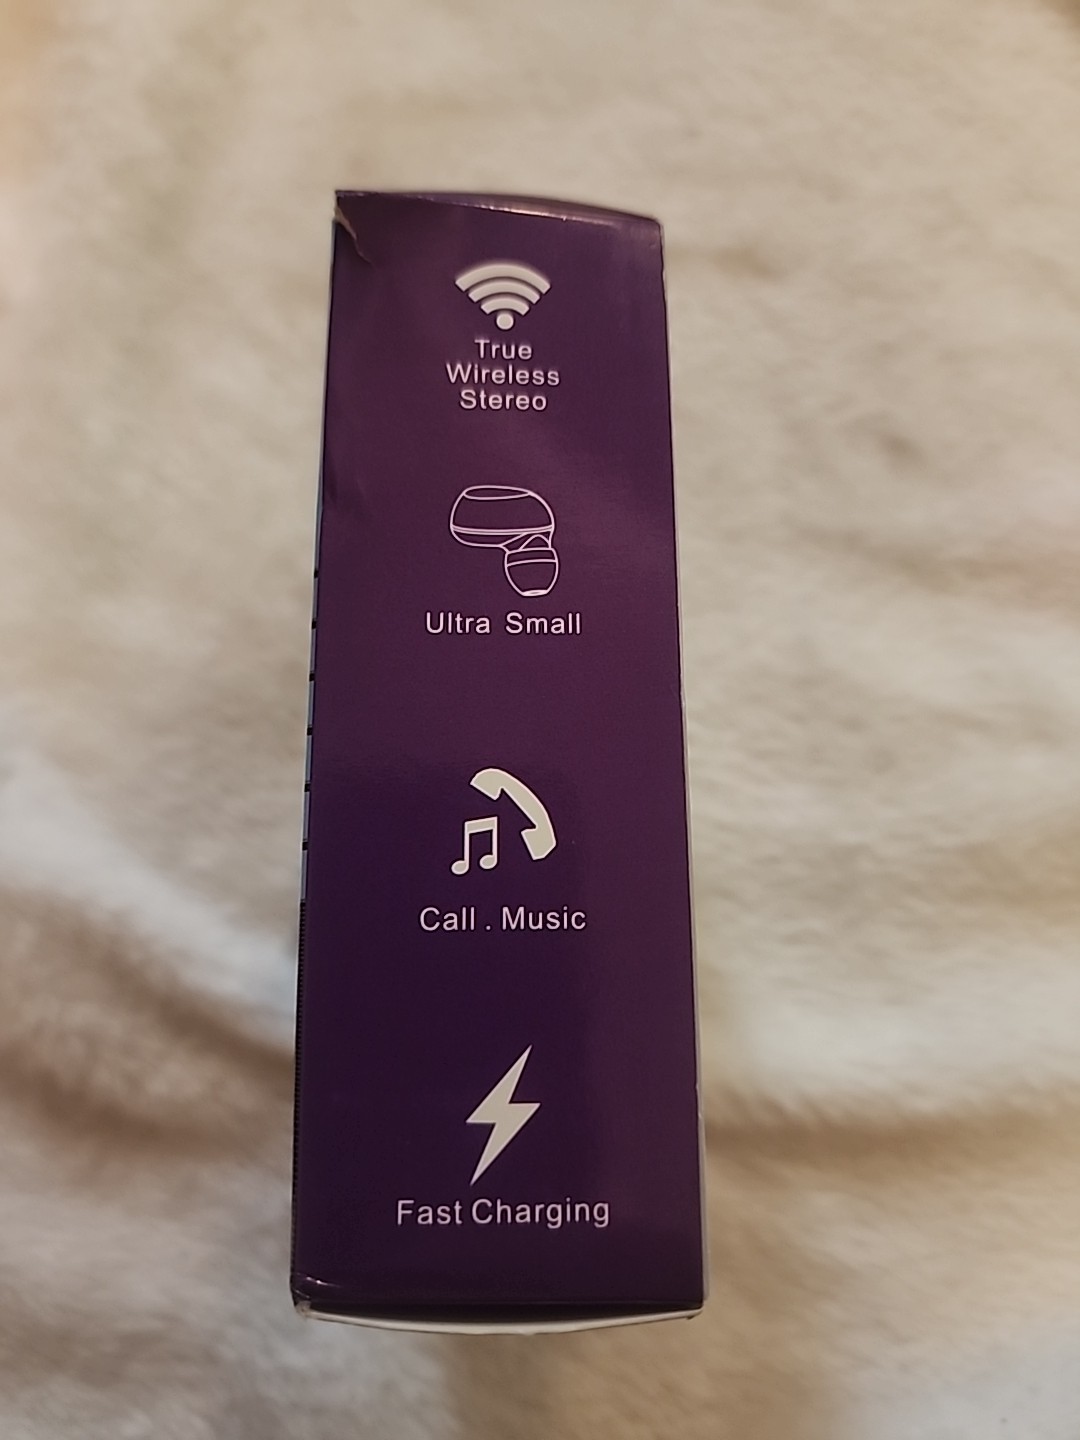 True
Wireless
Stereo
Ultra Small
Call . Music
Fast Charging